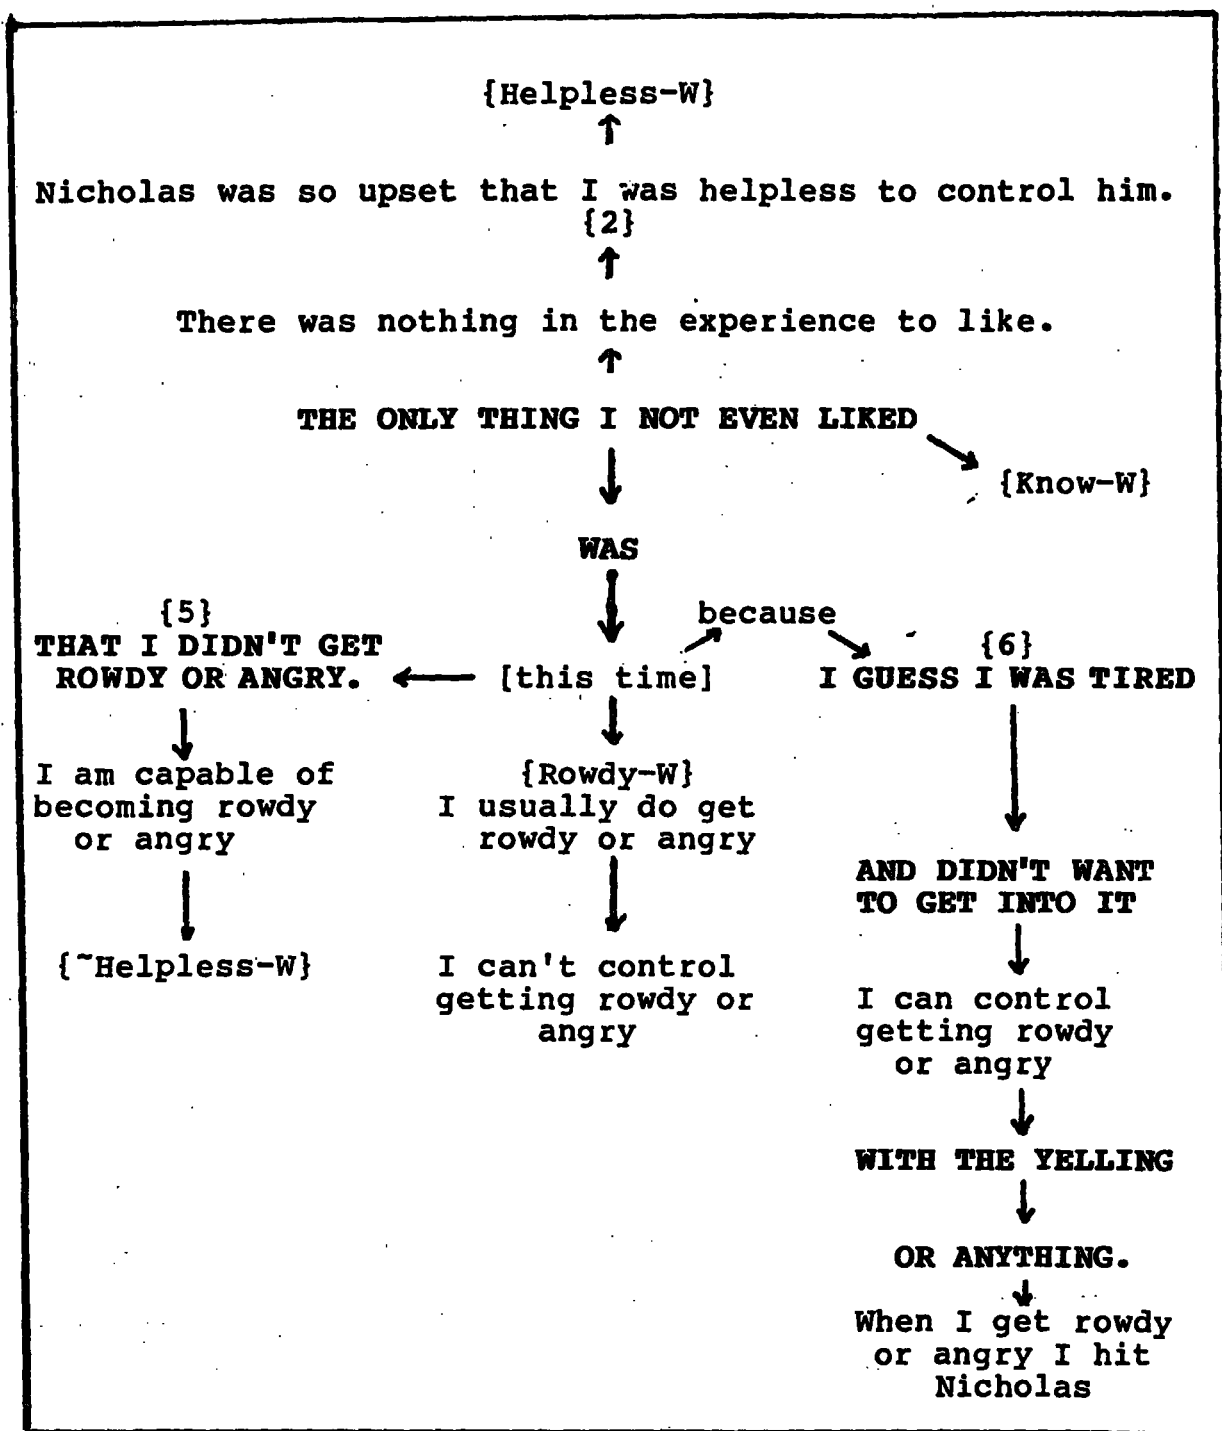 {Helpless-W}
Nicholas was so upset that I was helpless to control him.
{2}
There was nothing in the experience to like.
THE ONLY THING I NOT EVEN LIKED
{Know-W}
WAS
{5}
THAT I DIDN'T GET
ROWDY OR ANGRY.
[this time]
because
{6}
I GUESS I WAS TIRED
I am capable of
becoming rowdy
or angry
{~Helpless-W}
{Rowdy-W}
I usually do get
rowdy or angry
I can't control
getting rowdy or
angry
AND DIDN'T WANT
TO GET INTO IT
I can control
getting rowdy
or angry
WITH THE YELLING
OR ANYTHING.
When I get rowdy
or angry I hit
Nicholas